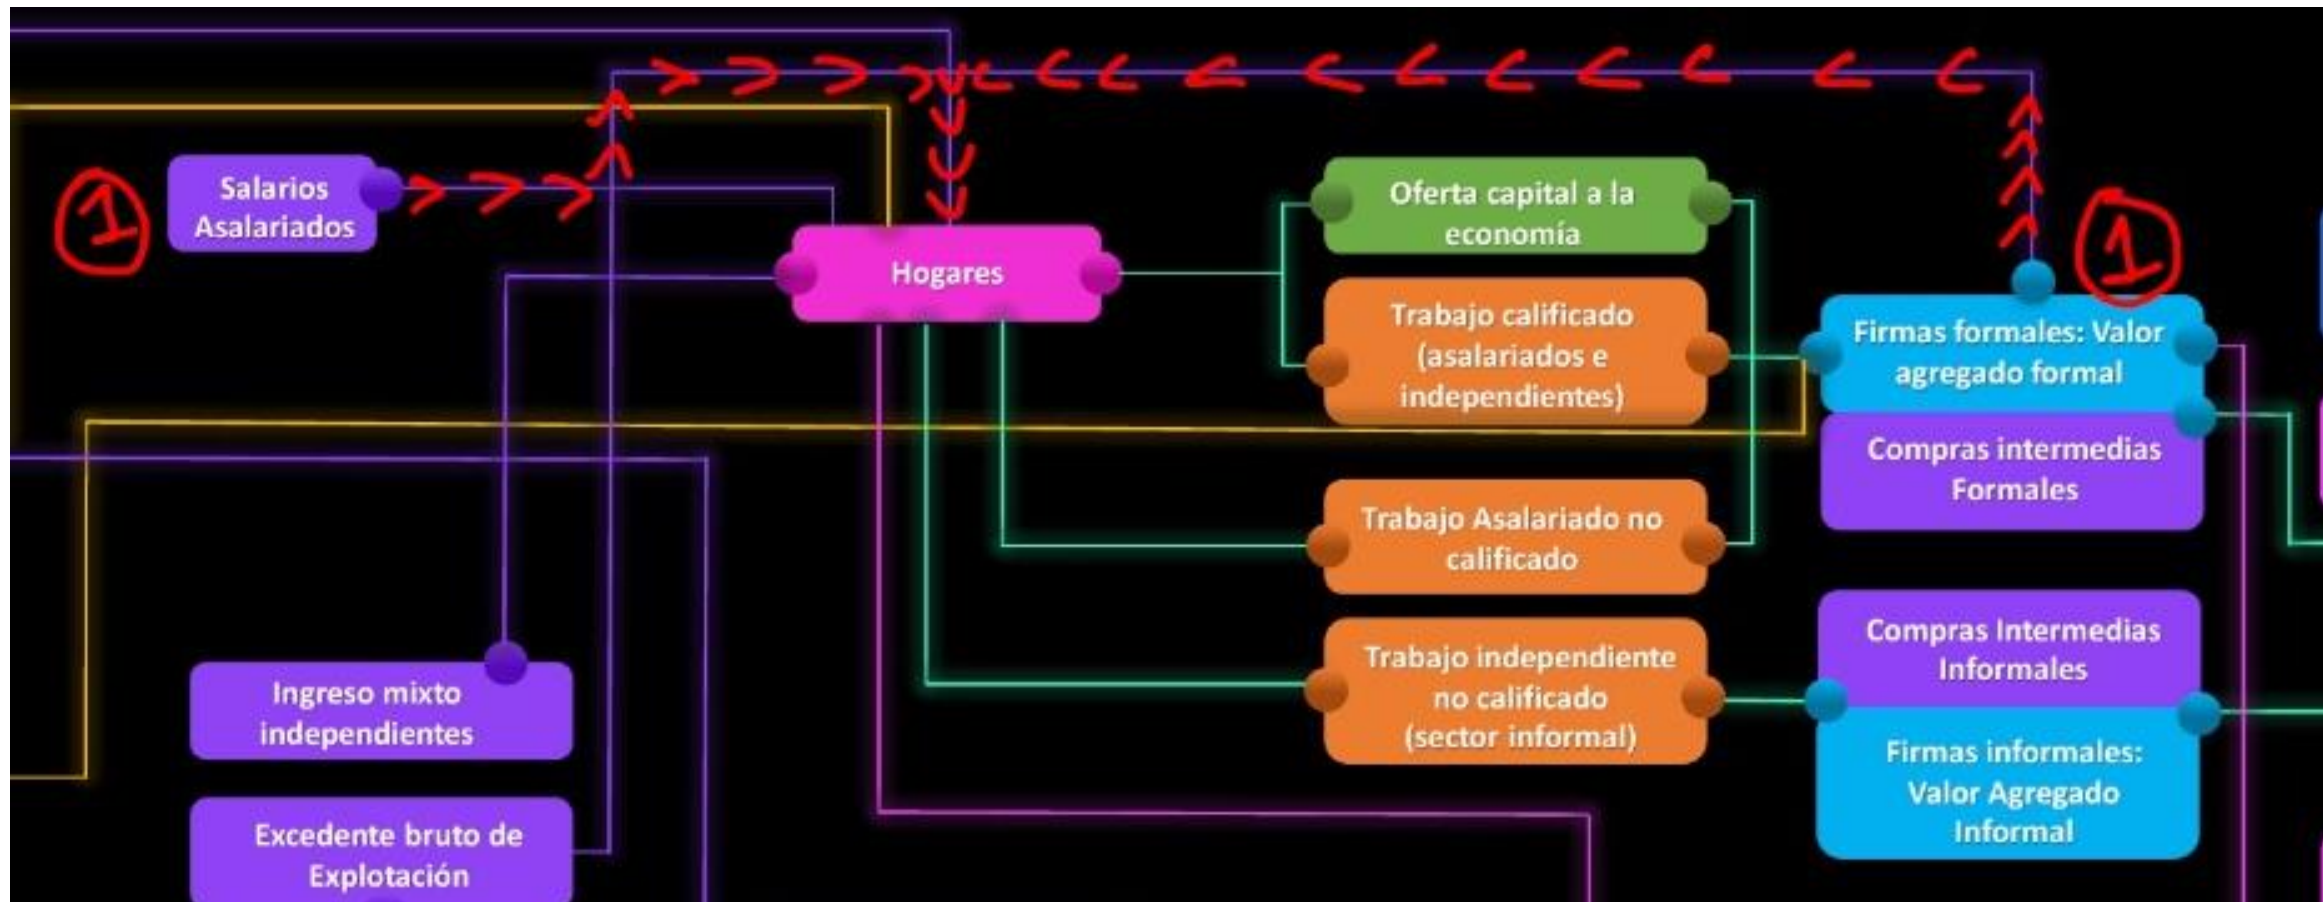 1
Salarios
Asalariados
Hogares
Oferta capital a la
economía
Trabajo calificado
(asalariados e
independientes)
1
Firmas formales: Valor
agregado formal
Compras intermedias
Formales
Trabajo Asalariado no
calificado
Compras Intermedias
Informales
Trabajo independiente
no calificado
(sector informal)
Firmas informales:
Valor Agregado
Informal
Ingreso mixto
independientes
Excedente bruto de
Explotación